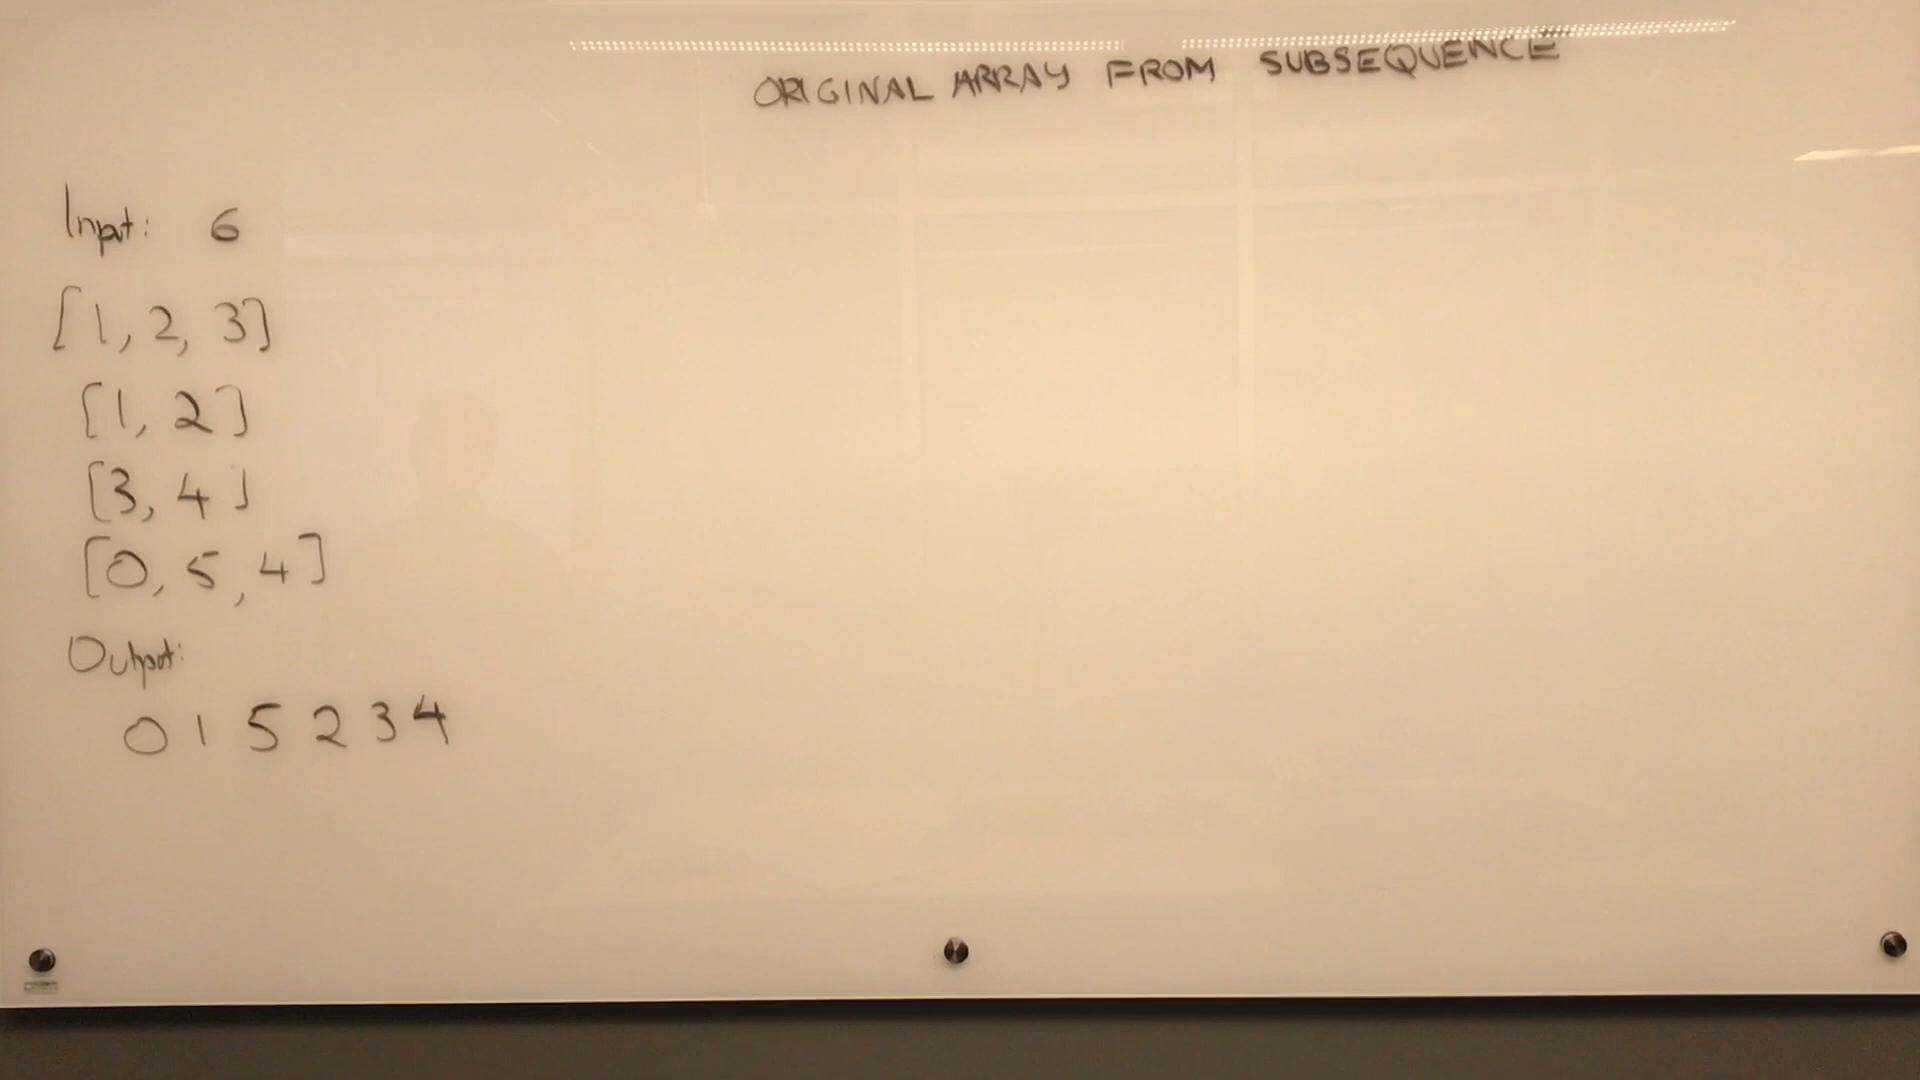 ORIGINAL ARRAY FROM SUBSEQUENCE
Input: 6
[1, 2, 3]
[1, 2]
[3, 4]
[0, 5, 4]
Output:
0 1 5 2 3 4